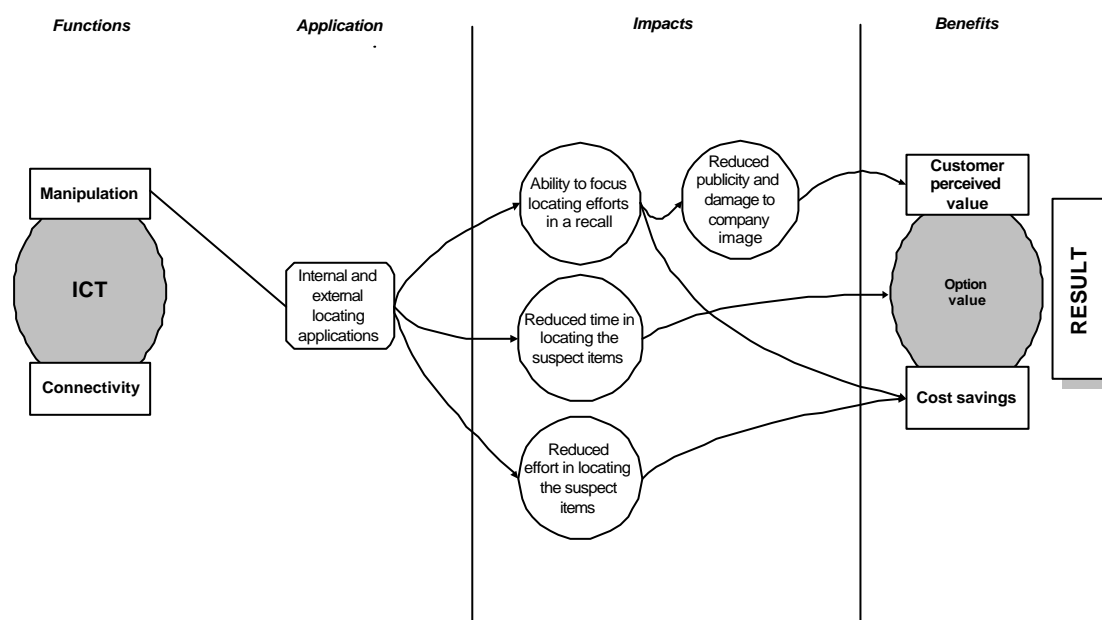 Functions
Application
Impacts
Benefits
Manipulation
ICT
Connectivity
Internal and
external
locating
applications
Ability to focus
locating efforts
in a recall
Reduced
publicity and
damage to
company
image
Reduced time in
locating the
suspect items
Reduced
effort in locating
the suspect
items
Customer
perceived
value
Option
value
Cost savings
RESULT